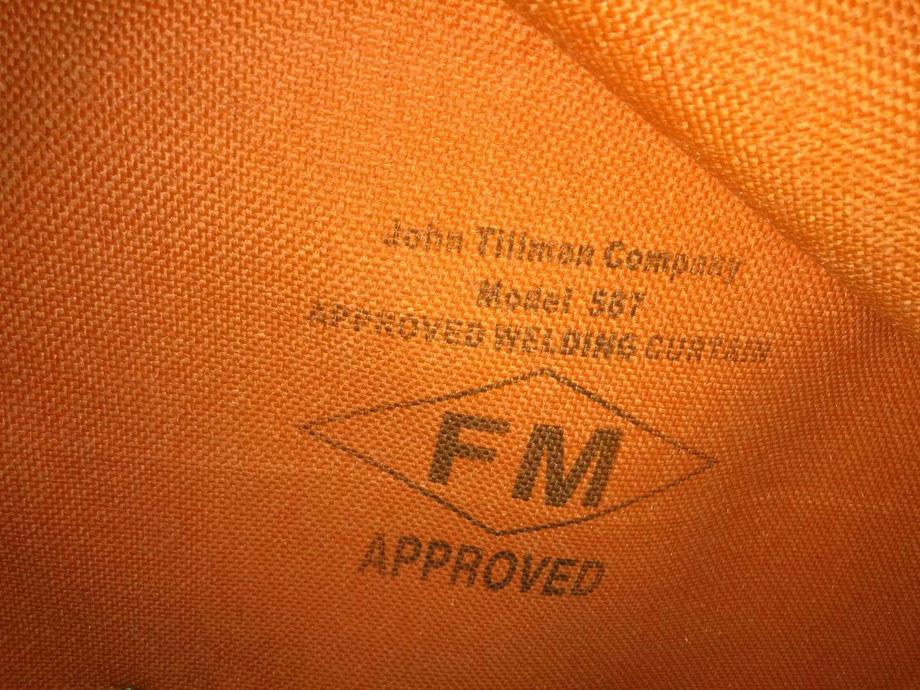 John Tillman Company
Model 587
APPROVED WELDING CURTAIN
FM
APPROVED